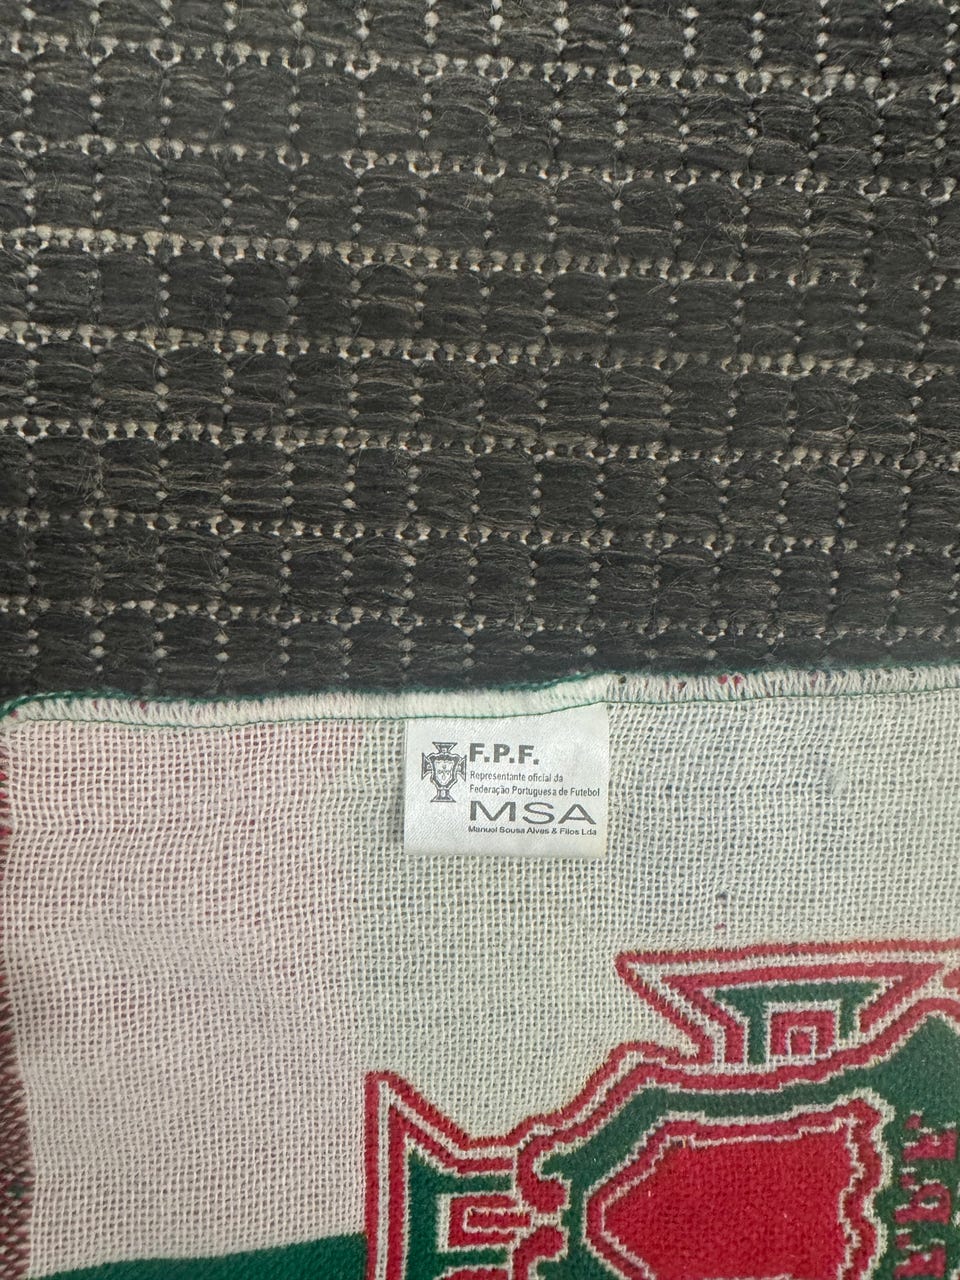 F.P.F.
Representante oficial da
Federação Portuguesa de Futebol
MSA
Manuel Sousa Alves & Filos Lda